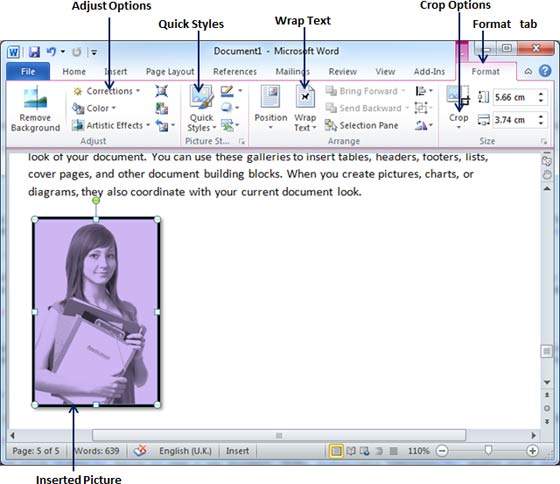 Adjust Options
Quick Styles
Wrap Text
Crop Options
Format tab
Document1 - Microsoft Word
File Home Insert Page Layout References Mailings Review View Add-Ins Format
Remove Background
Corrections
Color
Artistic Effects
Adjust
Quick Styles
Picture St...
Position
Wrap Text
Bring Forward
Send Backward
Selection Pane
Arrange
Crop
5.66 cm
3.74 cm
Size
look of your document. You can use these galleries to insert tables, headers, footers, lists,
cover pages, and other document building blocks. When you create pictures, charts, or
diagrams, they also coordinate with your current document look.
Page: 5 of 5 Words: 639 English (U.K.) Insert 110%
Inserted Picture